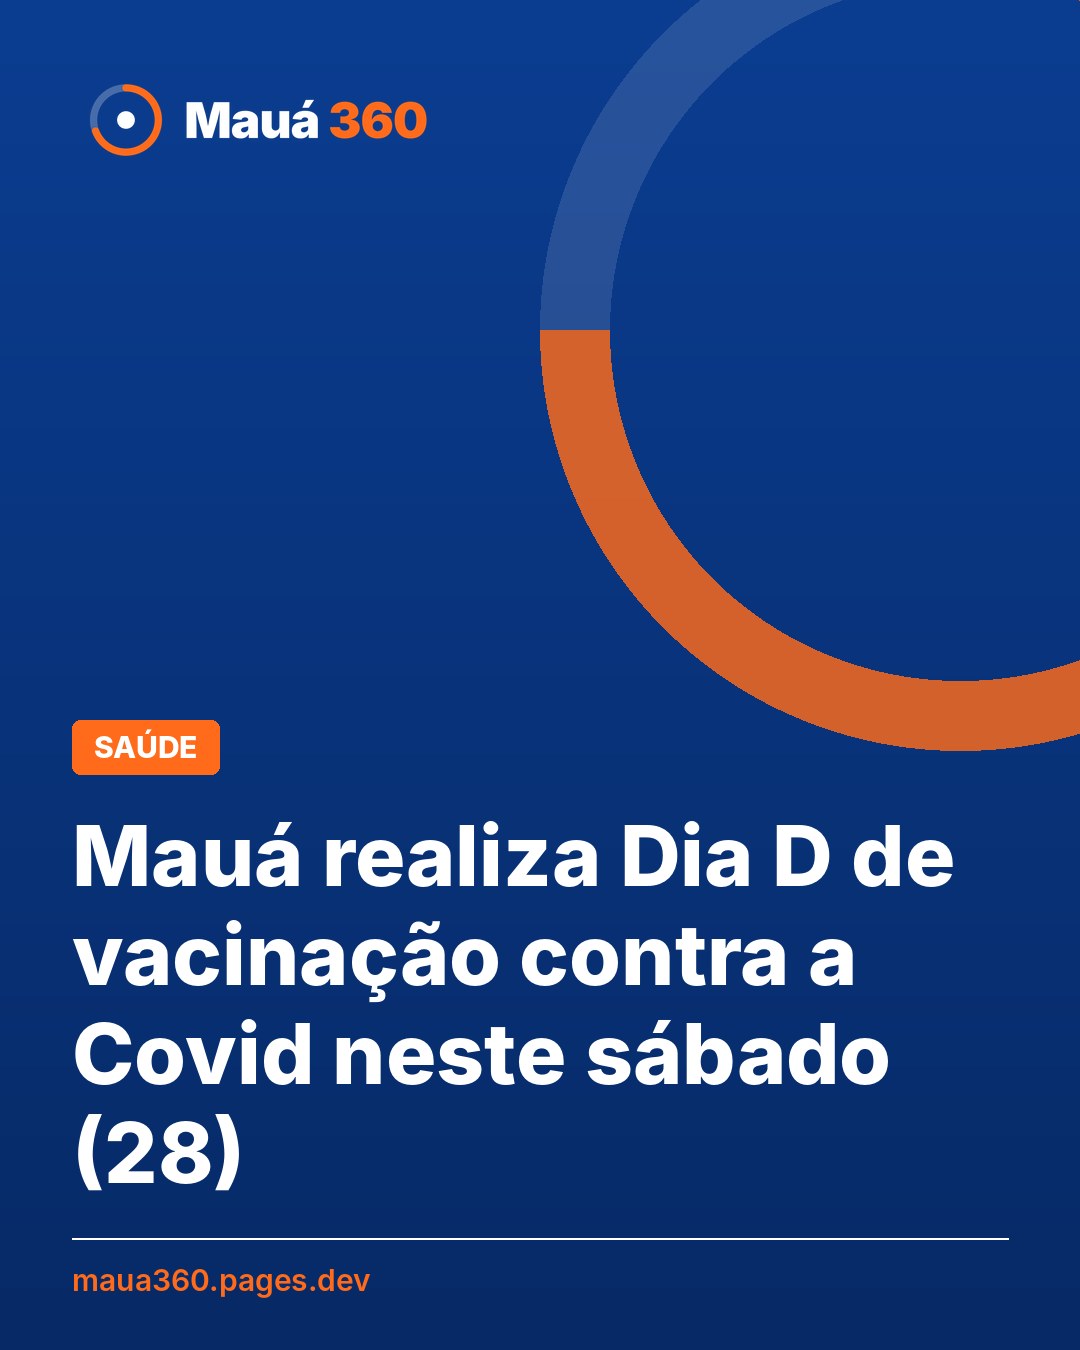 Mauá 360
SAÚDE
Mauá realiza Dia D de
vacinação contra a
Covid neste sábado
(28)
maua360.pages.dev